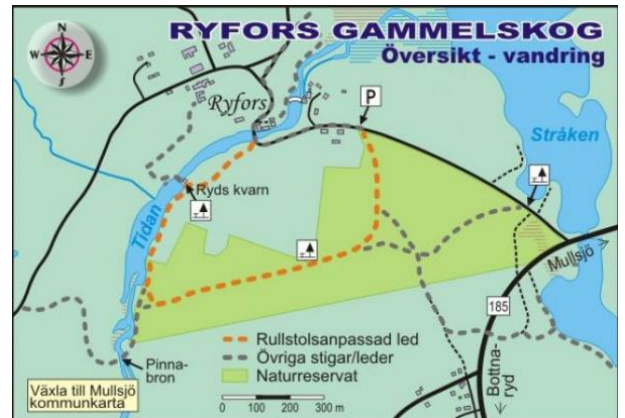 RYFORS GAMMELSKOG
Översikt - vandring
N
W E
S
Ryfors
P
Stråken
Ryds kvarn
Tidan
Mullsjö
185
Rullstolsanpassad led
Övriga stigar/leder
Naturreservat
Pinna-
bron
Bottna-
ryd
Växla till Mullsjö
kommunkarta
0 100 200 300 m